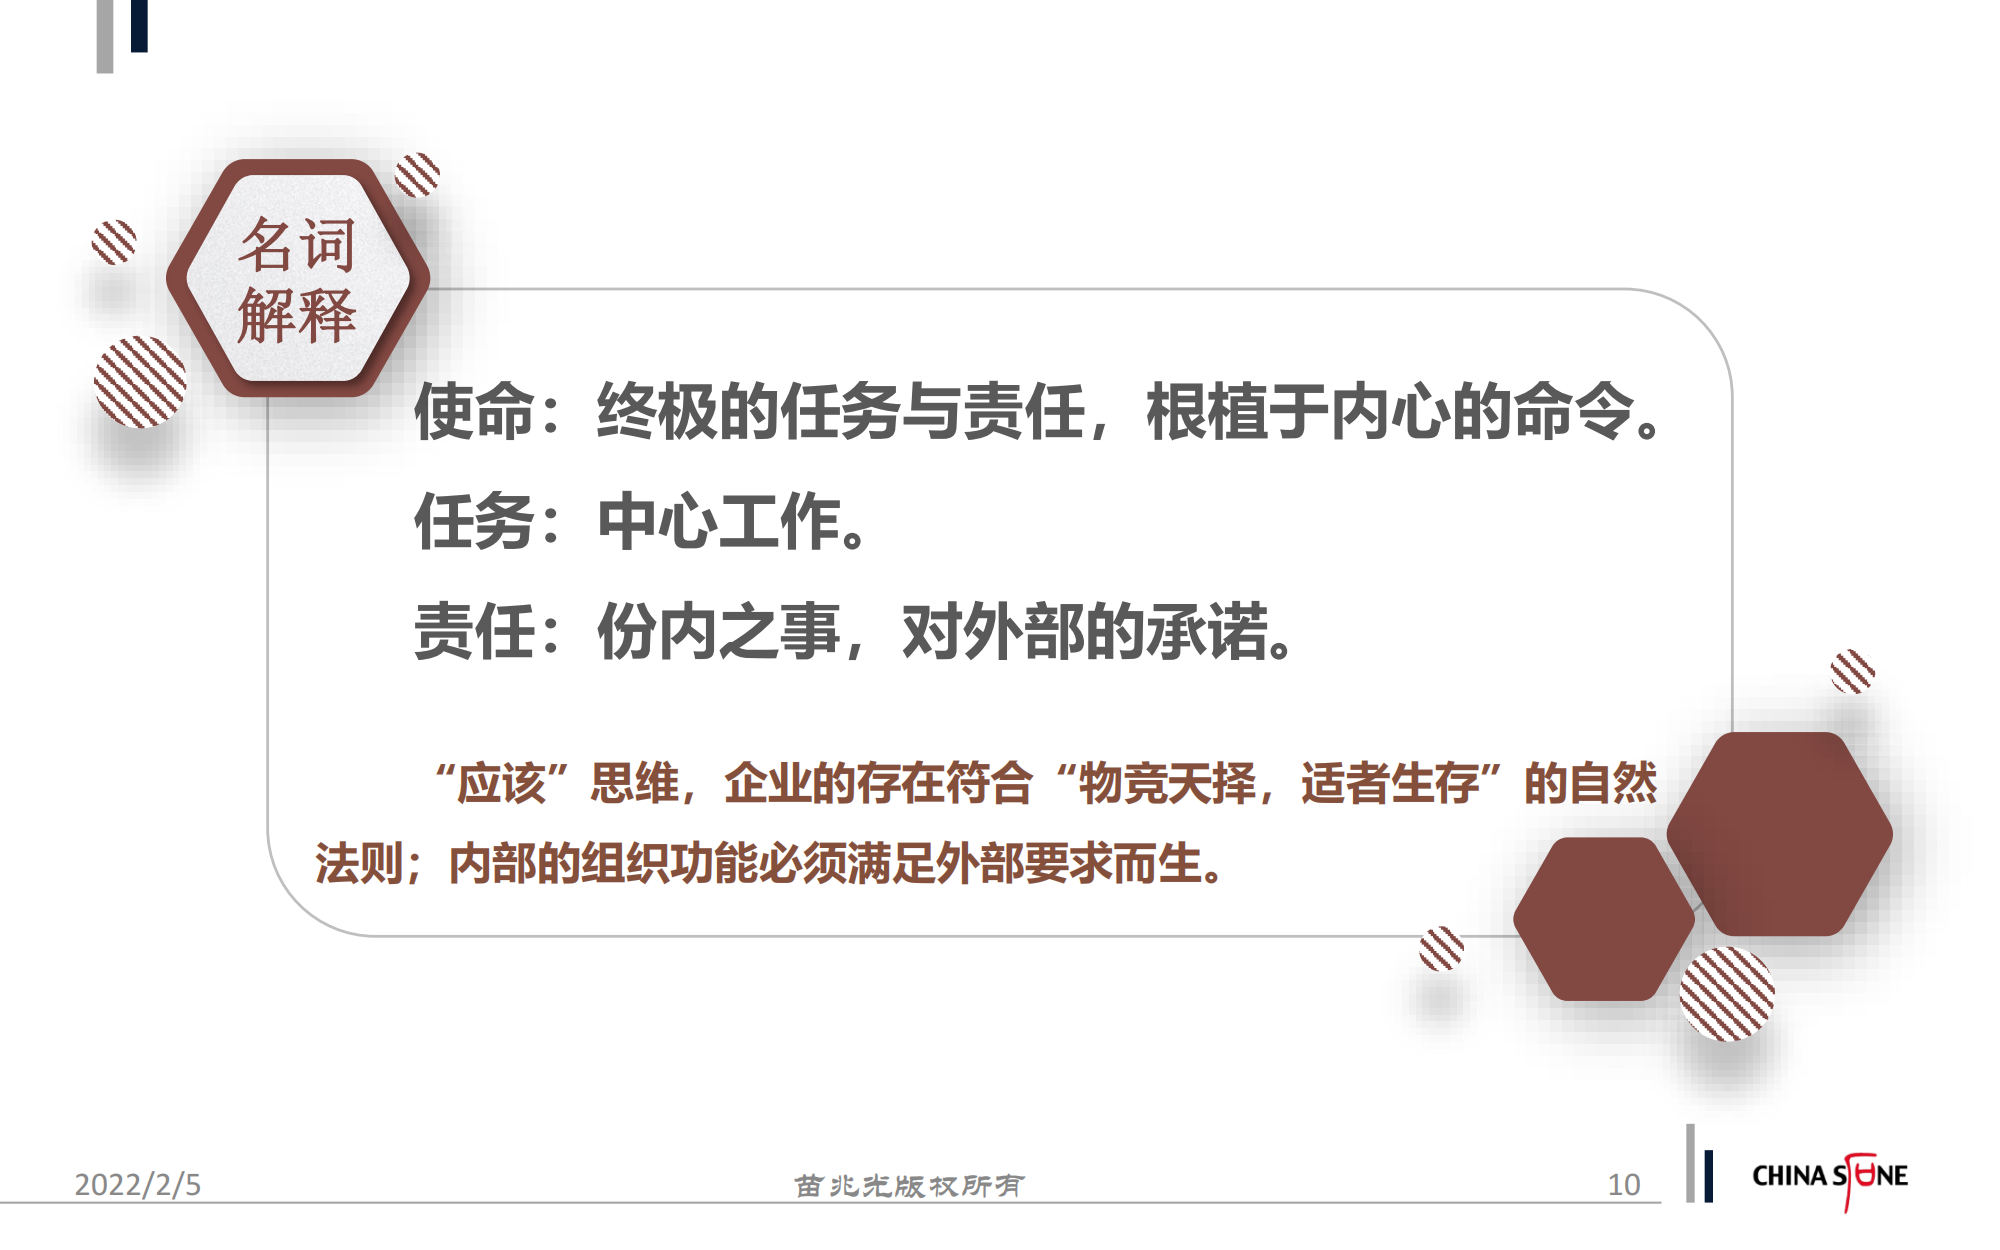 名词
解释
使命：终极的任务与责任，根植于内心的命令。
任务：中心工作。
责任：份内之事，对外部的承诺。
“应该”思维，企业的存在符合“物竞天择，适者生存”的自然
法则；内部的组织功能必须满足外部要求而生。
2022/2/5
苗兆光版权所有
10
CHINA STONE